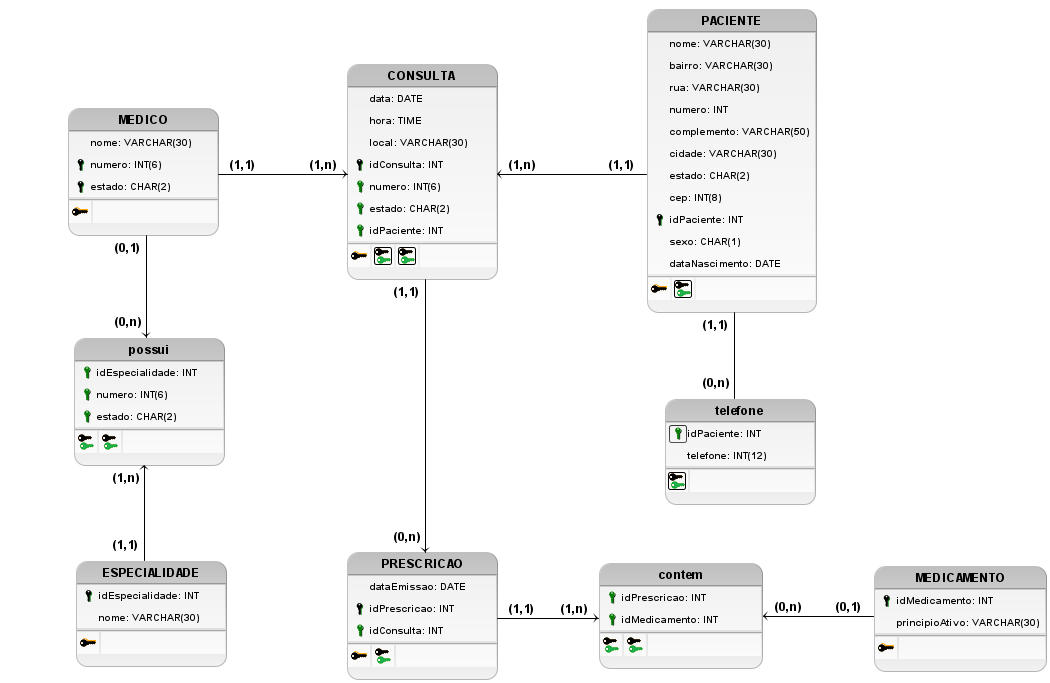 PACIENTE
nome: VARCHAR(30)
bairro: VARCHAR(30)
rua: VARCHAR(30)
numero: INT
complemento: VARCHAR(50)
cidade: VARCHAR(30)
estado: CHAR(2)
cep: INT(8)
idPaciente: INT
sexo: CHAR(1)
dataNascimento: DATE
CONSULTA
data: DATE
hora: TIME
local: VARCHAR(30)
idConsulta: INT
numero: INT(6)
estado: CHAR(2)
idPaciente: INT
MEDICO
nome: VARCHAR(30)
numero: INT(6)
estado: CHAR(2)
(1,1)
(1,n)
(1,n)
(1,1)
(0,1)
(0,n)
(1,1)
(1,1)
(0,n)
possui
idEspecialidade: INT
numero: INT(6)
estado: CHAR(2)
telefone
idPaciente: INT
telefone: INT(12)
(1,n)
(1,1)
(0,n)
ESPECIALIDADE
idEspecialidade: INT
nome: VARCHAR(30)
PRESCRICAO
dataEmissao: DATE
idPrescricao: INT
idConsulta: INT
(1,1)
(1,n)
contem
idPrescricao: INT
idMedicamento: INT
(0,n)
(0,1)
MEDICAMENTO
idMedicamento: INT
principioAtivo: VARCHAR(30)